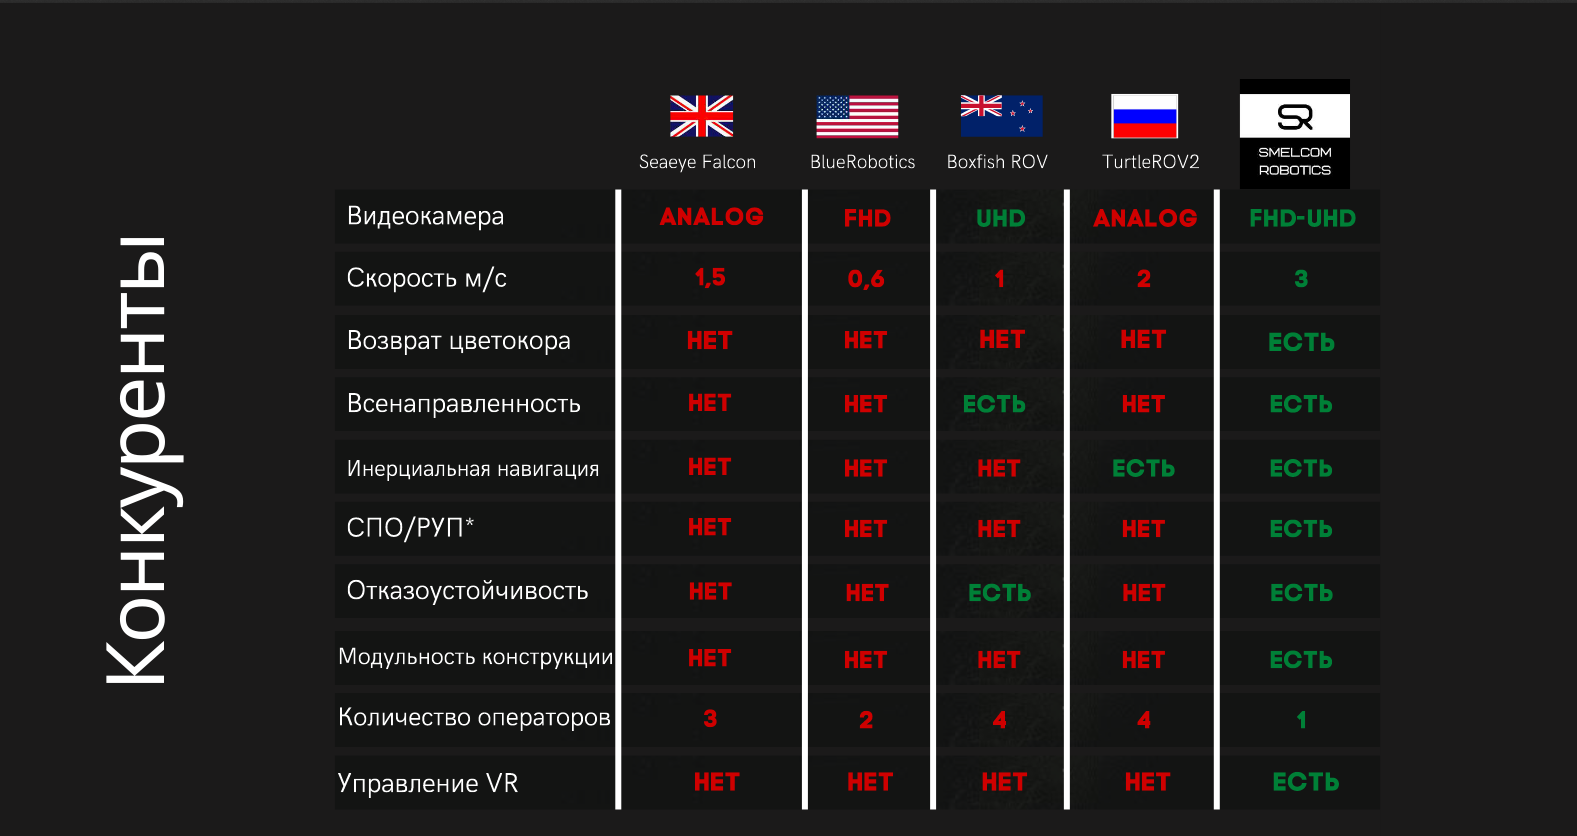 Конкуренты
Seaeye Falcon BlueRobotics Boxfish ROV TurtleROV2 SR SMELCOM ROBOTICS
Видеокамера ANALOG FHD UHD ANALOG FHD-UHD
Скорость м/с 1,5 0,6 1 2 3
Возврат цветокора НЕТ НЕТ НЕТ НЕТ ЕСТЬ
Всенаправленность НЕТ НЕТ ЕСТЬ НЕТ ЕСТЬ
Инерциальная навигация НЕТ НЕТ НЕТ ЕСТЬ ЕСТЬ
СПО/РУП* НЕТ НЕТ НЕТ НЕТ ЕСТЬ
Отказоустойчивость НЕТ НЕТ ЕСТЬ НЕТ ЕСТЬ
Модульность конструкции НЕТ НЕТ НЕТ НЕТ ЕСТЬ
Количество операторов 3 2 4 4 1
Управление VR НЕТ НЕТ НЕТ НЕТ ЕСТЬ